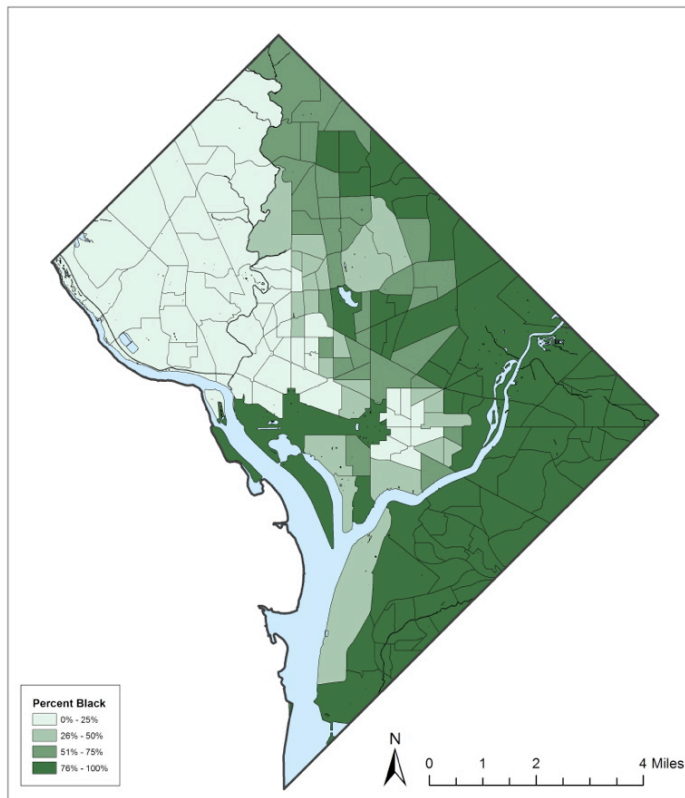 Percent Black
0% - 25%
26% - 50%
51% - 75%
76% - 100%
N
0 1 2 4 Miles